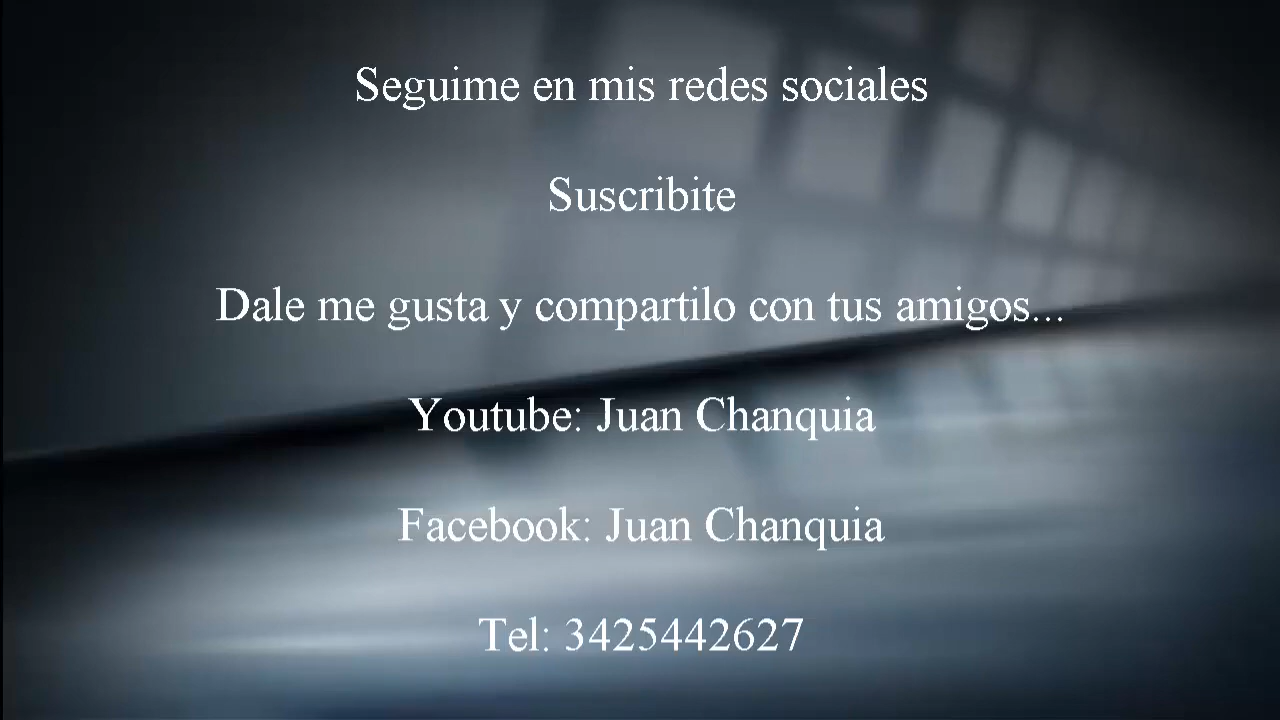 Seguime en mis redes sociales
Suscribite
Dale me gusta y compartilo con tus amigos...
Youtube: Juan Chanquia
Facebook: Juan Chanquia
Tel: 3425442627